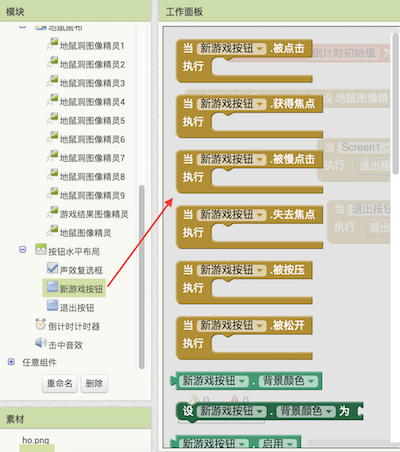 模块
工作面板
地鼠画布
地鼠洞图像精灵1
地鼠洞图像精灵2
地鼠洞图像精灵3
地鼠洞图像精灵4
地鼠洞图像精灵5
地鼠洞图像精灵6
地鼠洞图像精灵7
地鼠洞图像精灵8
地鼠洞图像精灵9
游戏结果图像精灵
地鼠图像精灵
按钮水平布局
声效复选框
新游戏按钮
退出按钮
倒计时计时器
击中音效
任意组件
重命名 删除
素材
ho.png
当 新游戏按钮 .被点击
执行
当 新游戏按钮 .获得焦点
执行
当 新游戏按钮 .被慢点击
执行
当 新游戏按钮 .失去焦点
执行
当 新游戏按钮 .被按压
执行
当 新游戏按钮 .被松开
执行
新游戏按钮 . 背景颜色
设 新游戏按钮 . 背景颜色 为
新游戏按钮 . 启用
倒计时初始值 为
设 地鼠图像精
当 Screen1
执行 退出程
当 退出按钮
执行 退